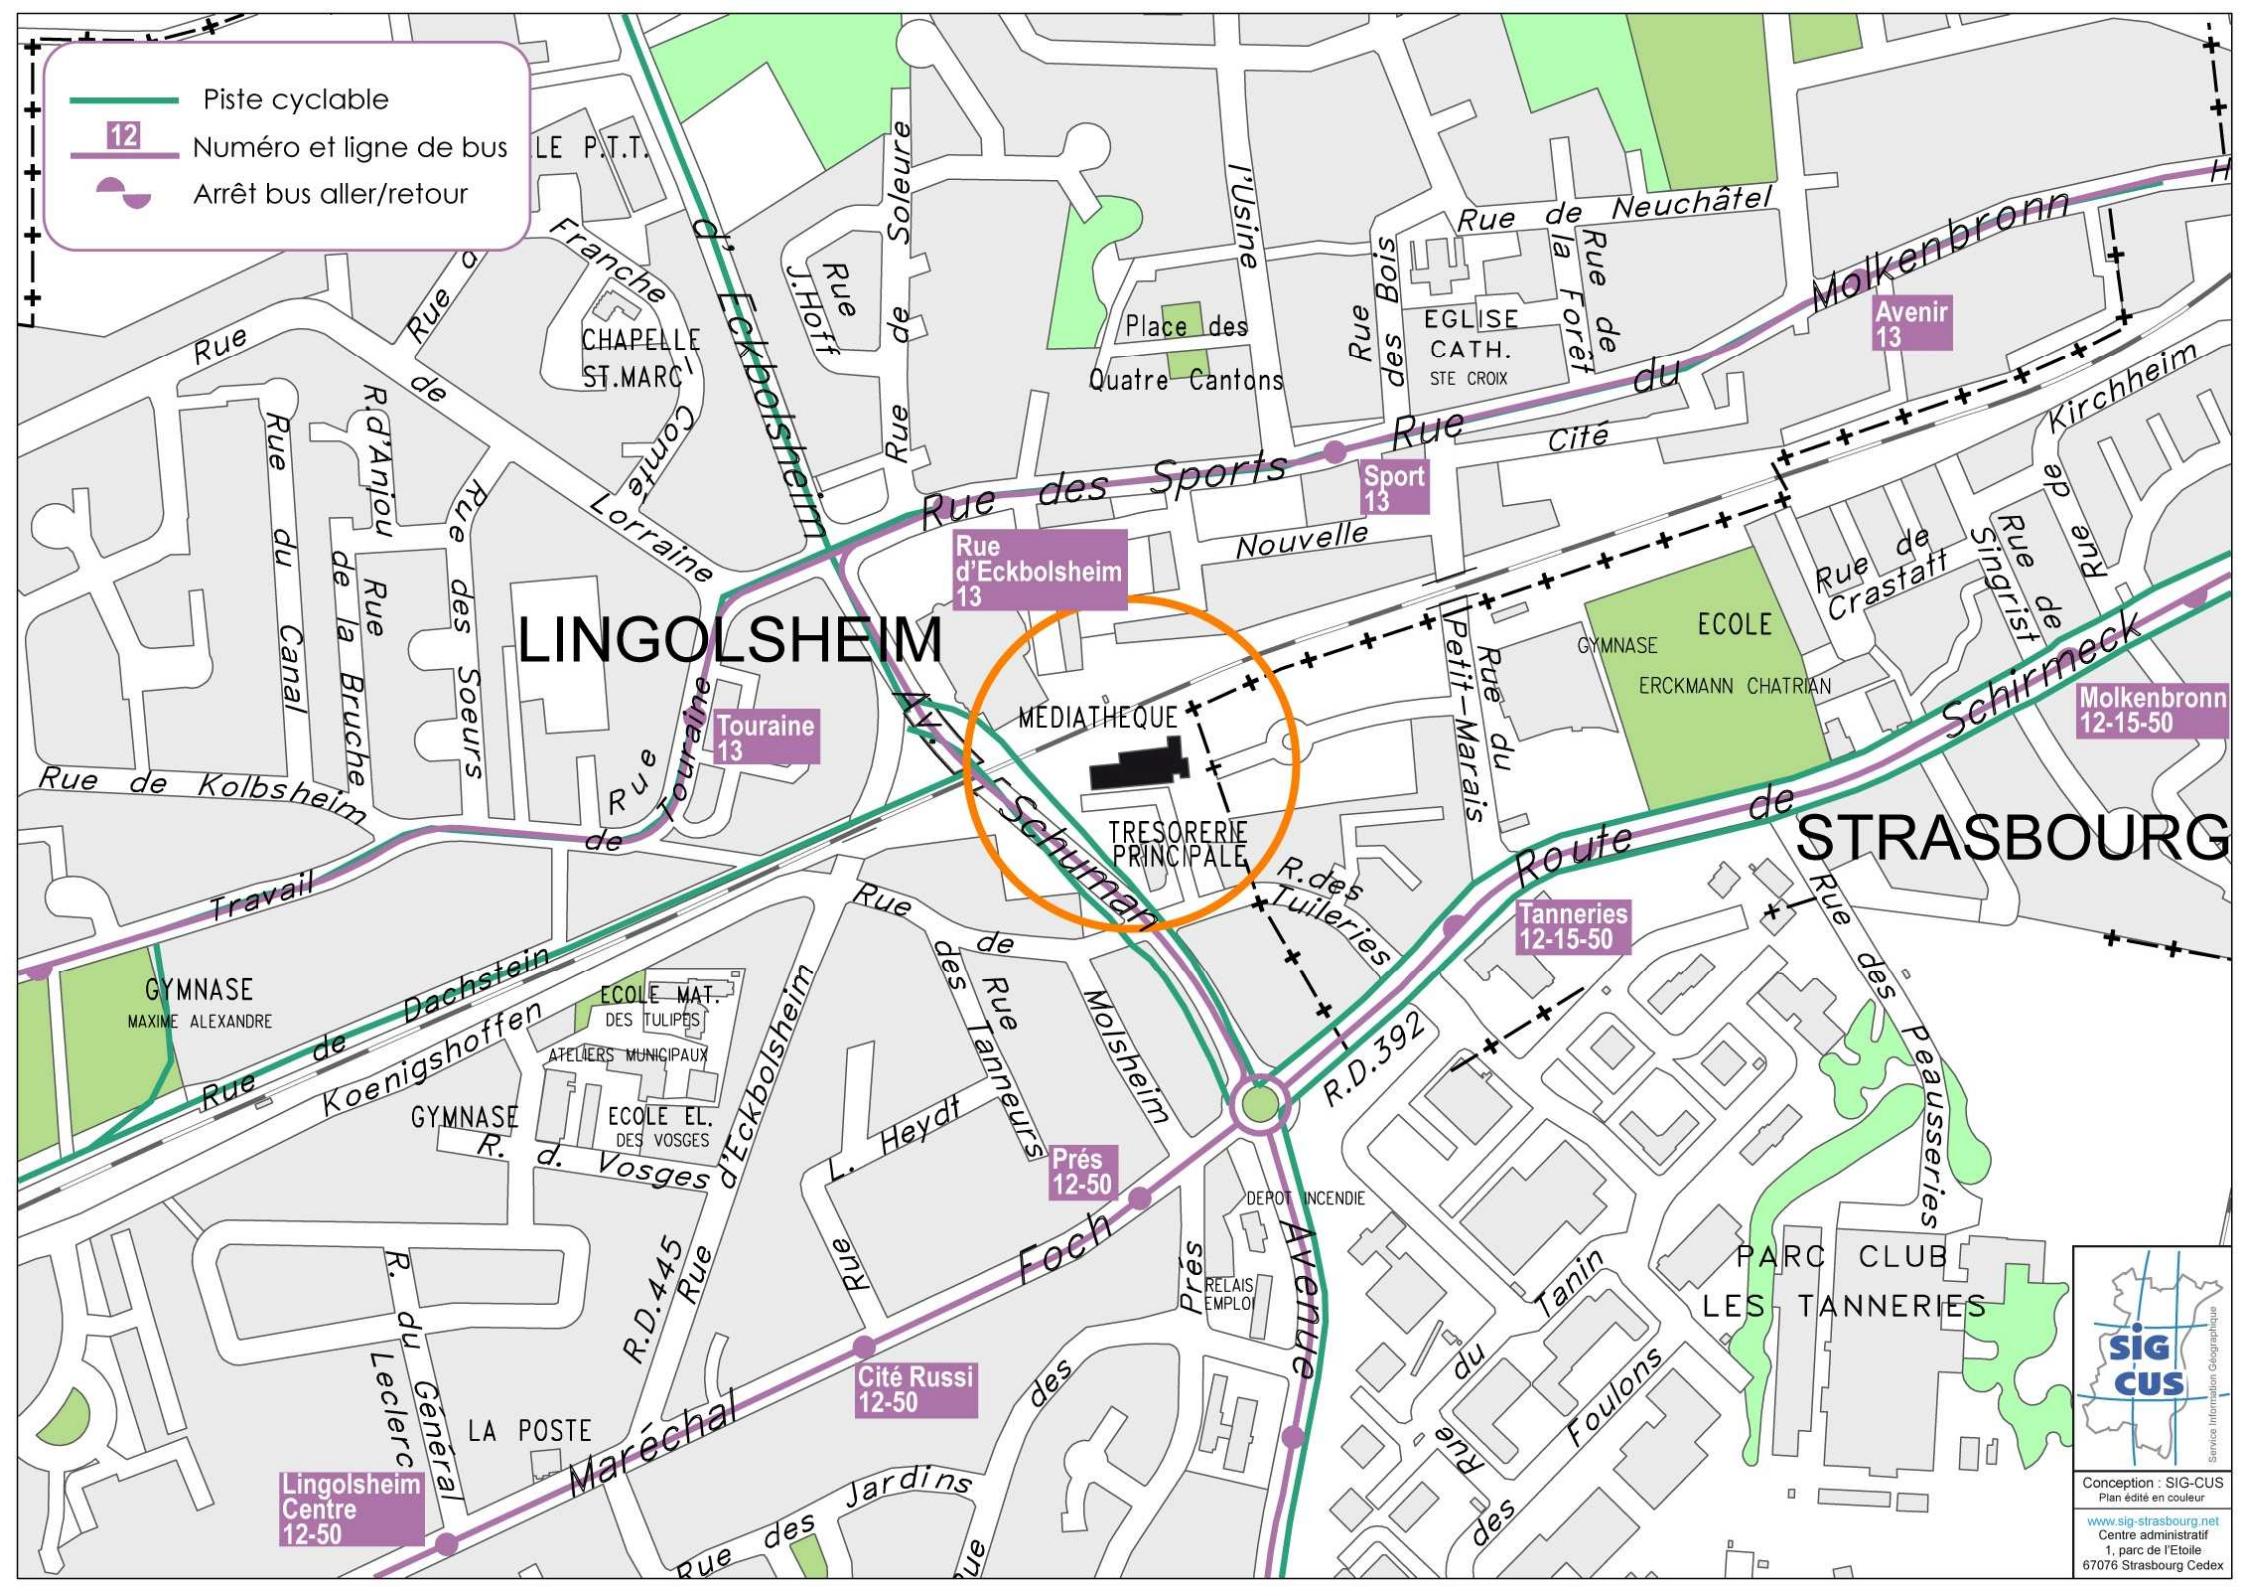 Piste cyclable
12
Numéro et ligne de bus
Arrêt bus aller/retour
LE P.T.T.
Franche
Comté
CHAPELLE
ST.MARC
d'Eckbolsheim
Rue
J.Hoff
Rue de Soleure
l'Usine
Place des
Quatre Cantons
Rue
des Bois
Rue de Neuchâtel
Rue de
la Forêt
EGLISE
CATH.
STE CROIX
Rue du Molkenbronn
H
Avenir
13
Rue de Kirchheim
Rue de Lorraine
Rue d
R.d'Anjou
Rue du Canal
Rue
de la Bruche
Rue des Soeurs
Rue des Sports
Sport
13
Cité
Nouvelle
Rue
d'Eckbolsheim
13
LINGOLSHEIM
Av. R. Schuman
MEDIATHEQUE
TRESORERIE
PRINCIPALE
Rue du
Petit-Marais
GYMNASE
ECOLE
ERCKMANN CHATRIAN
Rue de
Crastatt
Rue de
Singrist
Route de Schirmeck
Molkenbronn
12-15-50
STRASBOURG
Touraine
13
Rue de Touraine
Rue de Kolbsheim
Travail
R.des
Tuileries
Tanneries
12-15-50
Rue des Peausseries
GYMNASE
MAXIME ALEXANDRE
Rue de Dachstein
Koenigshoffen
ECOLE MAT.
DES TULIPES
ATELIERS MUNICIPAUX
GYMNASE
ECOLE EL.
DES VOSGES
R. d. Vosges
Rue d'Eckbolsheim
R.D.445
Rue de Molsheim
Rue
des Tanneurs
Rue L. Heydt
R.D.392
Prés
12-50
DEPOT INCENDIE
Prés
RELAIS
EMPLOI
Avenue
Maréchal Foch
Cité Russi
12-50
R. du Général
Leclerc
LA POSTE
Lingolsheim
Centre
12-50
Rue des Jardins
des
Rue
Rue du Tanin
des Foulons
PARC CLUB
LES TANNERIES
SIG
CUS
Service Information Géographique
Conception : SIG-CUS
Plan édité en couleur
www.sig-strasbourg.net
Centre administratif
1, parc de l'Etoile
67076 Strasbourg Cedex